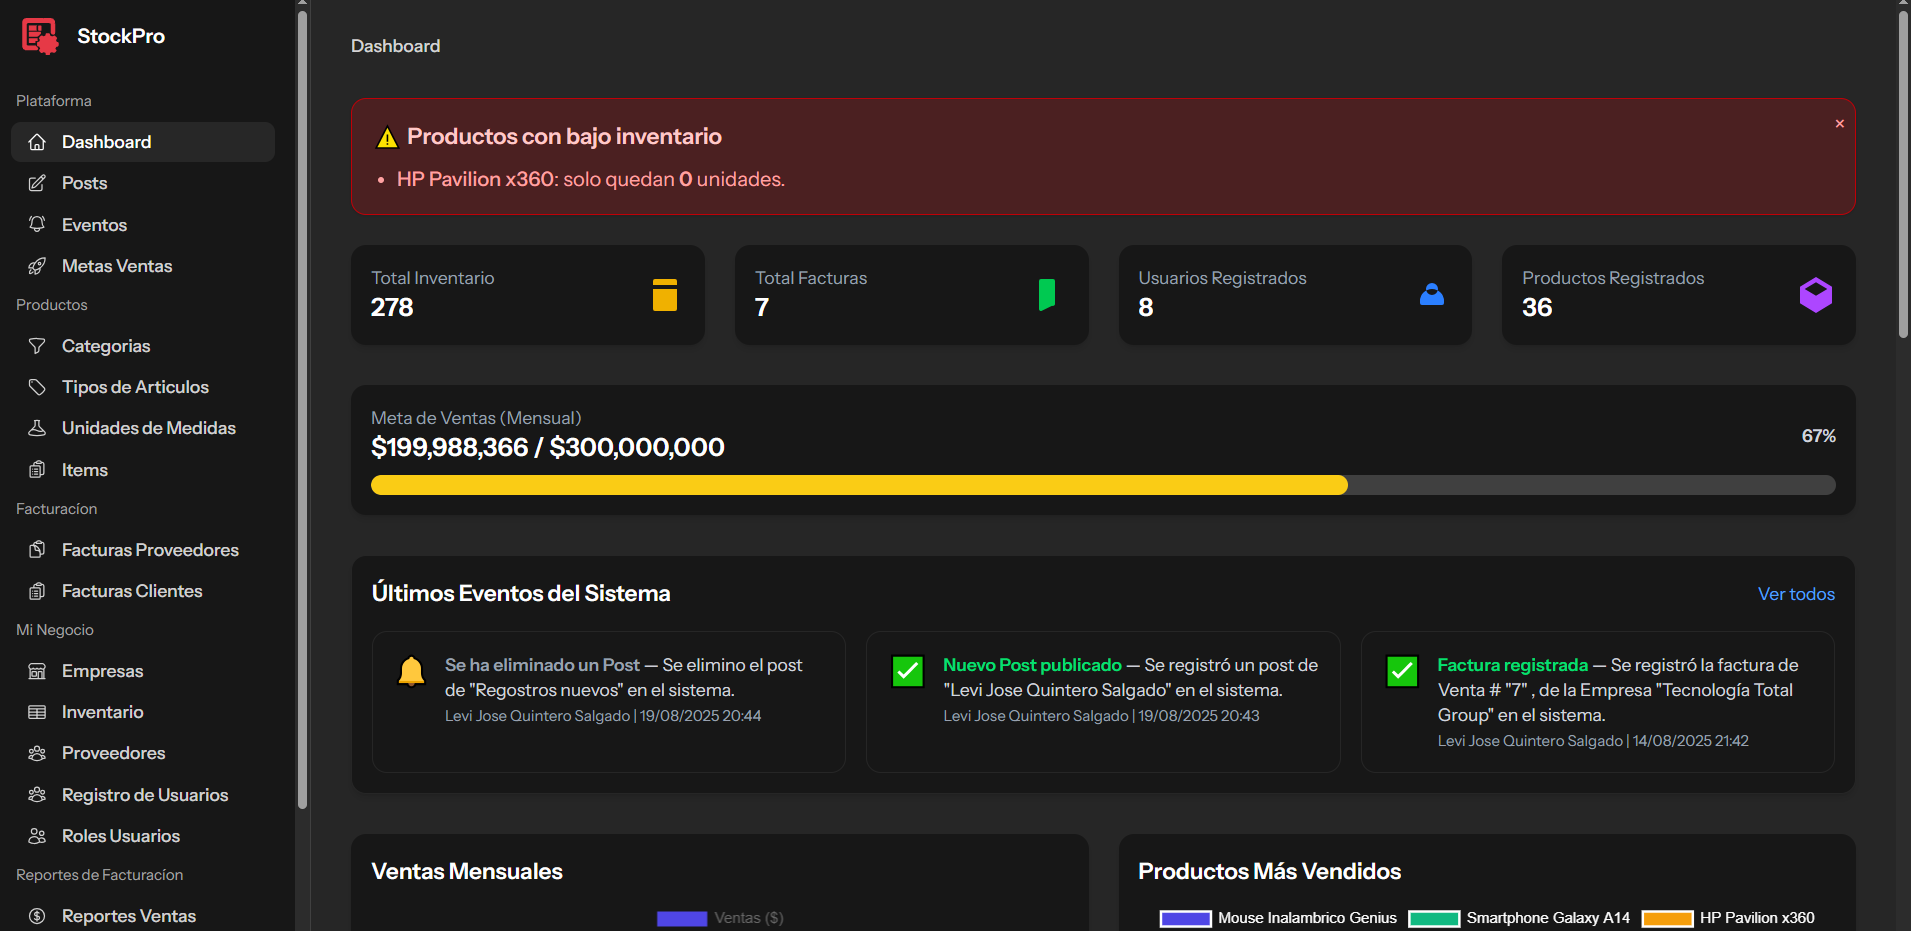 StockPro
Plataforma
Dashboard
Posts
Eventos
Metas Ventas
Productos
Categorias
Tipos de Articulos
Unidades de Medidas
Items
Facturacíon
Facturas Proveedores
Facturas Clientes
Mi Negocio
Empresas
Inventario
Proveedores
Registro de Usuarios
Roles Usuarios
Reportes de Facturacíon
Reportes Ventas
Dashboard
Productos con bajo inventario
×
• HP Pavilion x360: solo quedan 0 unidades.
Total Inventario
278
Total Facturas
7
Usuarios Registrados
8
Productos Registrados
36
Meta de Ventas (Mensual)
$199,988,366 / $300,000,000
67%
Últimos Eventos del Sistema
Ver todos
Se ha eliminado un Post — Se elimino el post
de "Regostros nuevos" en el sistema.
Levi Jose Quintero Salgado | 19/08/2025 20:44
Nuevo Post publicado — Se registró un post de
"Levi Jose Quintero Salgado" en el sistema.
Levi Jose Quintero Salgado | 19/08/2025 20:43
Factura registrada — Se registró la factura de
Venta # "7" , de la Empresa "Tecnología Total
Group" en el sistema.
Levi Jose Quintero Salgado | 14/08/2025 21:42
Ventas Mensuales
Ventas ($)
Productos Más Vendidos
Mouse Inalambrico Genius Smartphone Galaxy A14 HP Pavilion x360